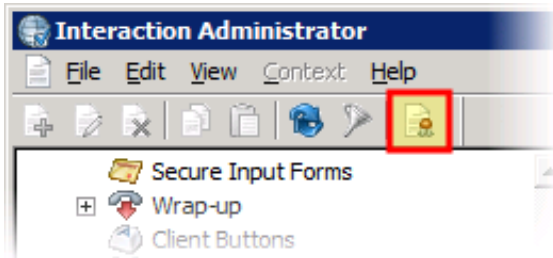 Interaction Administrator
File Edit View Context Help
Secure Input Forms
Wrap-up
Client Buttons